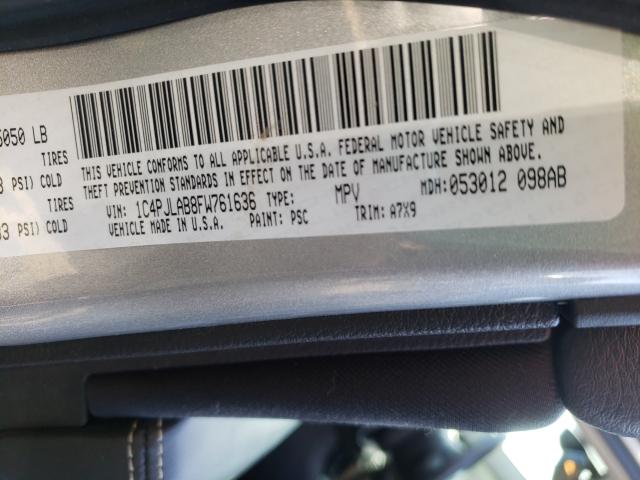 5050 LB
TIRES
PSI) COLD
TIRES
33 PSI) COLD
THIS VEHICLE CONFORMS TO ALL APPLICABLE U.S.A. FEDERAL MOTOR VEHICLE SAFETY AND
THEFT PREVENTION STANDARDS IN EFFECT ON THE DATE OF MANUFACTURE SHOWN ABOVE.
VIN: 1C4PJLAB8FW761636 TYPE: MPV MDH: 053012 098AB
VEHICLE MADE IN U.S.A. PAINT: PSC TRIM: A7X9